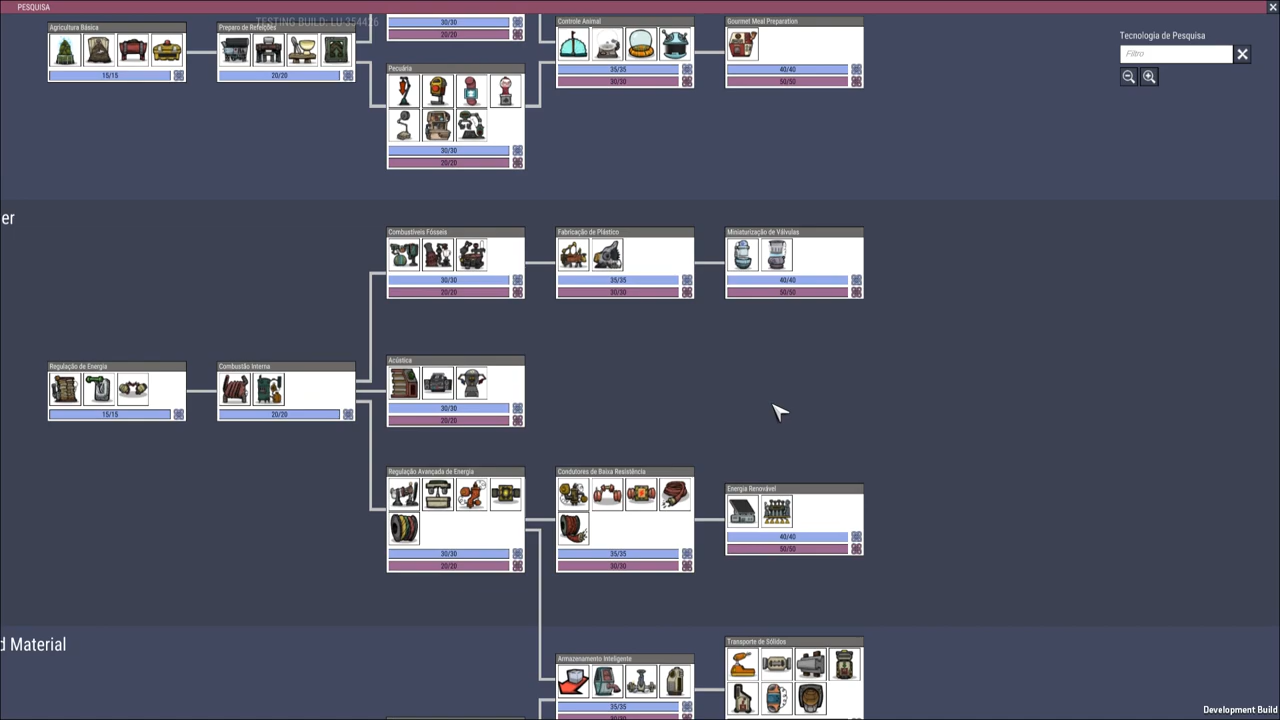 PESQUISA
TESTING BUILD: LU-354426
Tecnologia de Pesquisa
Filtro
Agricultura Básica
15/15
Preparo de Refeições
20/20
30/30
20/20
Controle Animal
35/35
30/30
Gourmet Meal Preparation
40/40
50/50
Pecuária
30/30
20/20
er
Combustíveis Fósseis
30/30
20/20
Fabricação de Plástico
35/35
30/30
Miniaturização de Válvulas
40/40
50/50
Regulação de Energia
15/15
Combustão Interna
20/20
Acústica
30/30
20/20
Regulação Avançada de Energia
30/30
20/20
Condutores de Baixa Resistência
35/35
30/30
Energia Renovável
40/40
50/50
d Material
Armazenamento Inteligente
35/35
30/30
Transporte de Sólidos
Development Build